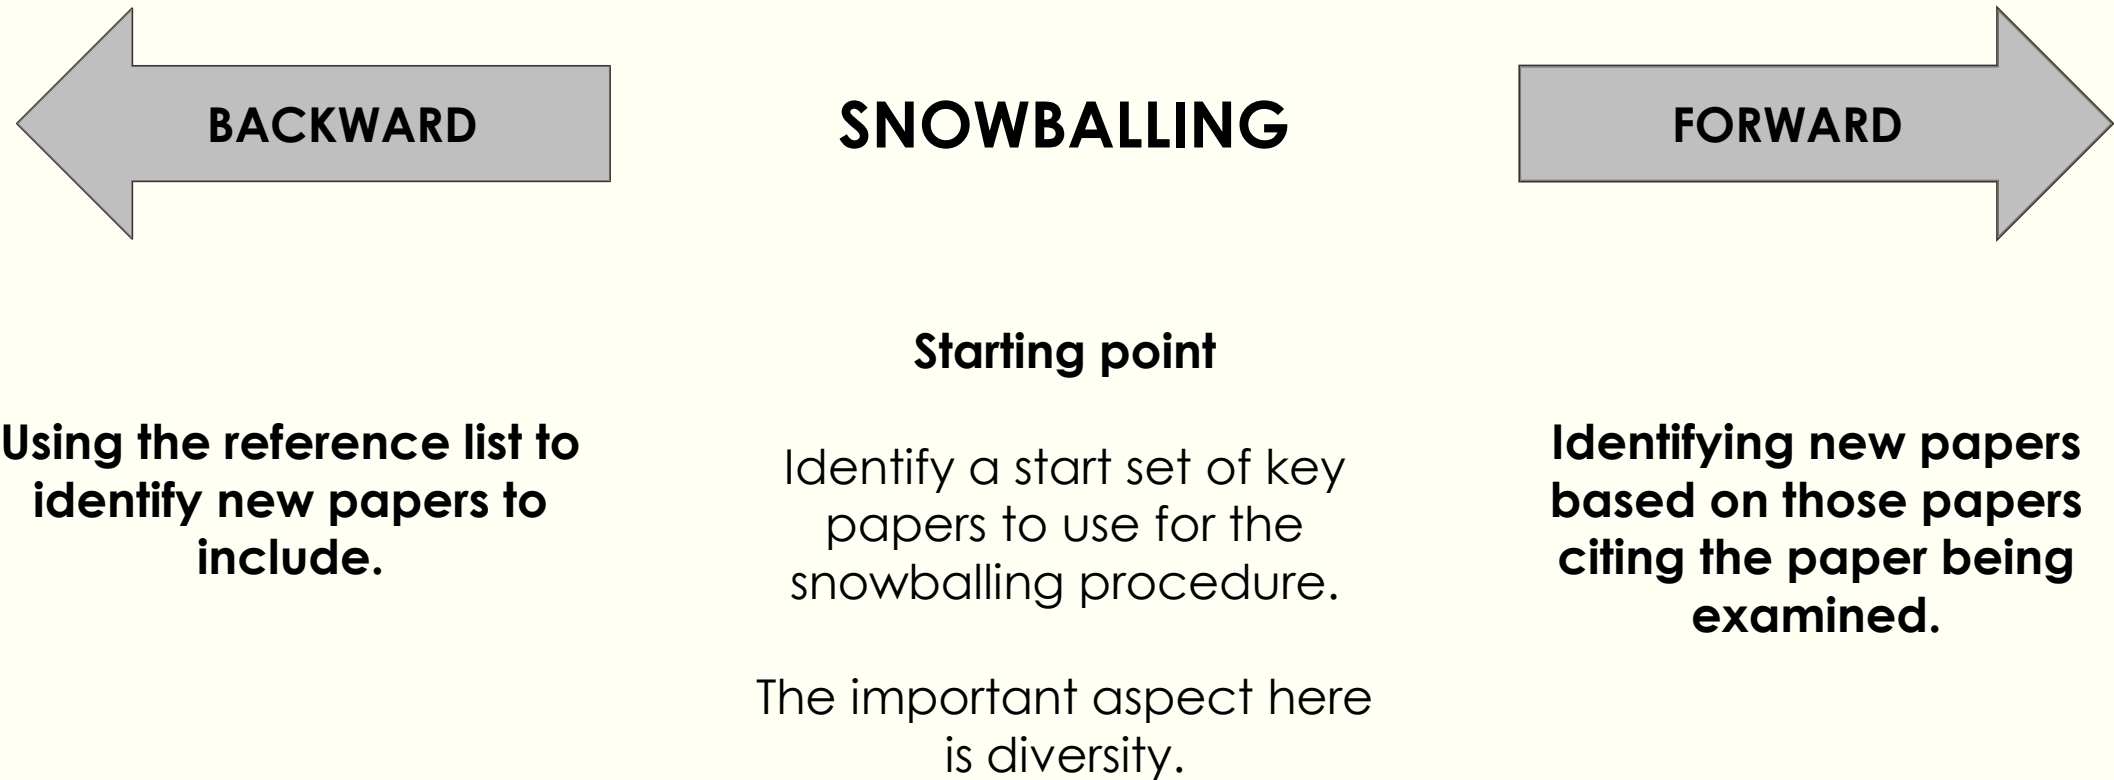 BACKWARD
SNOWBALLING
FORWARD
Starting point
Using the reference list to
identify new papers to
include.
Identify a start set of key
papers to use for the
snowballing procedure.
The important aspect here
is diversity.
Identifying new papers
based on those papers
citing the paper being
examined.